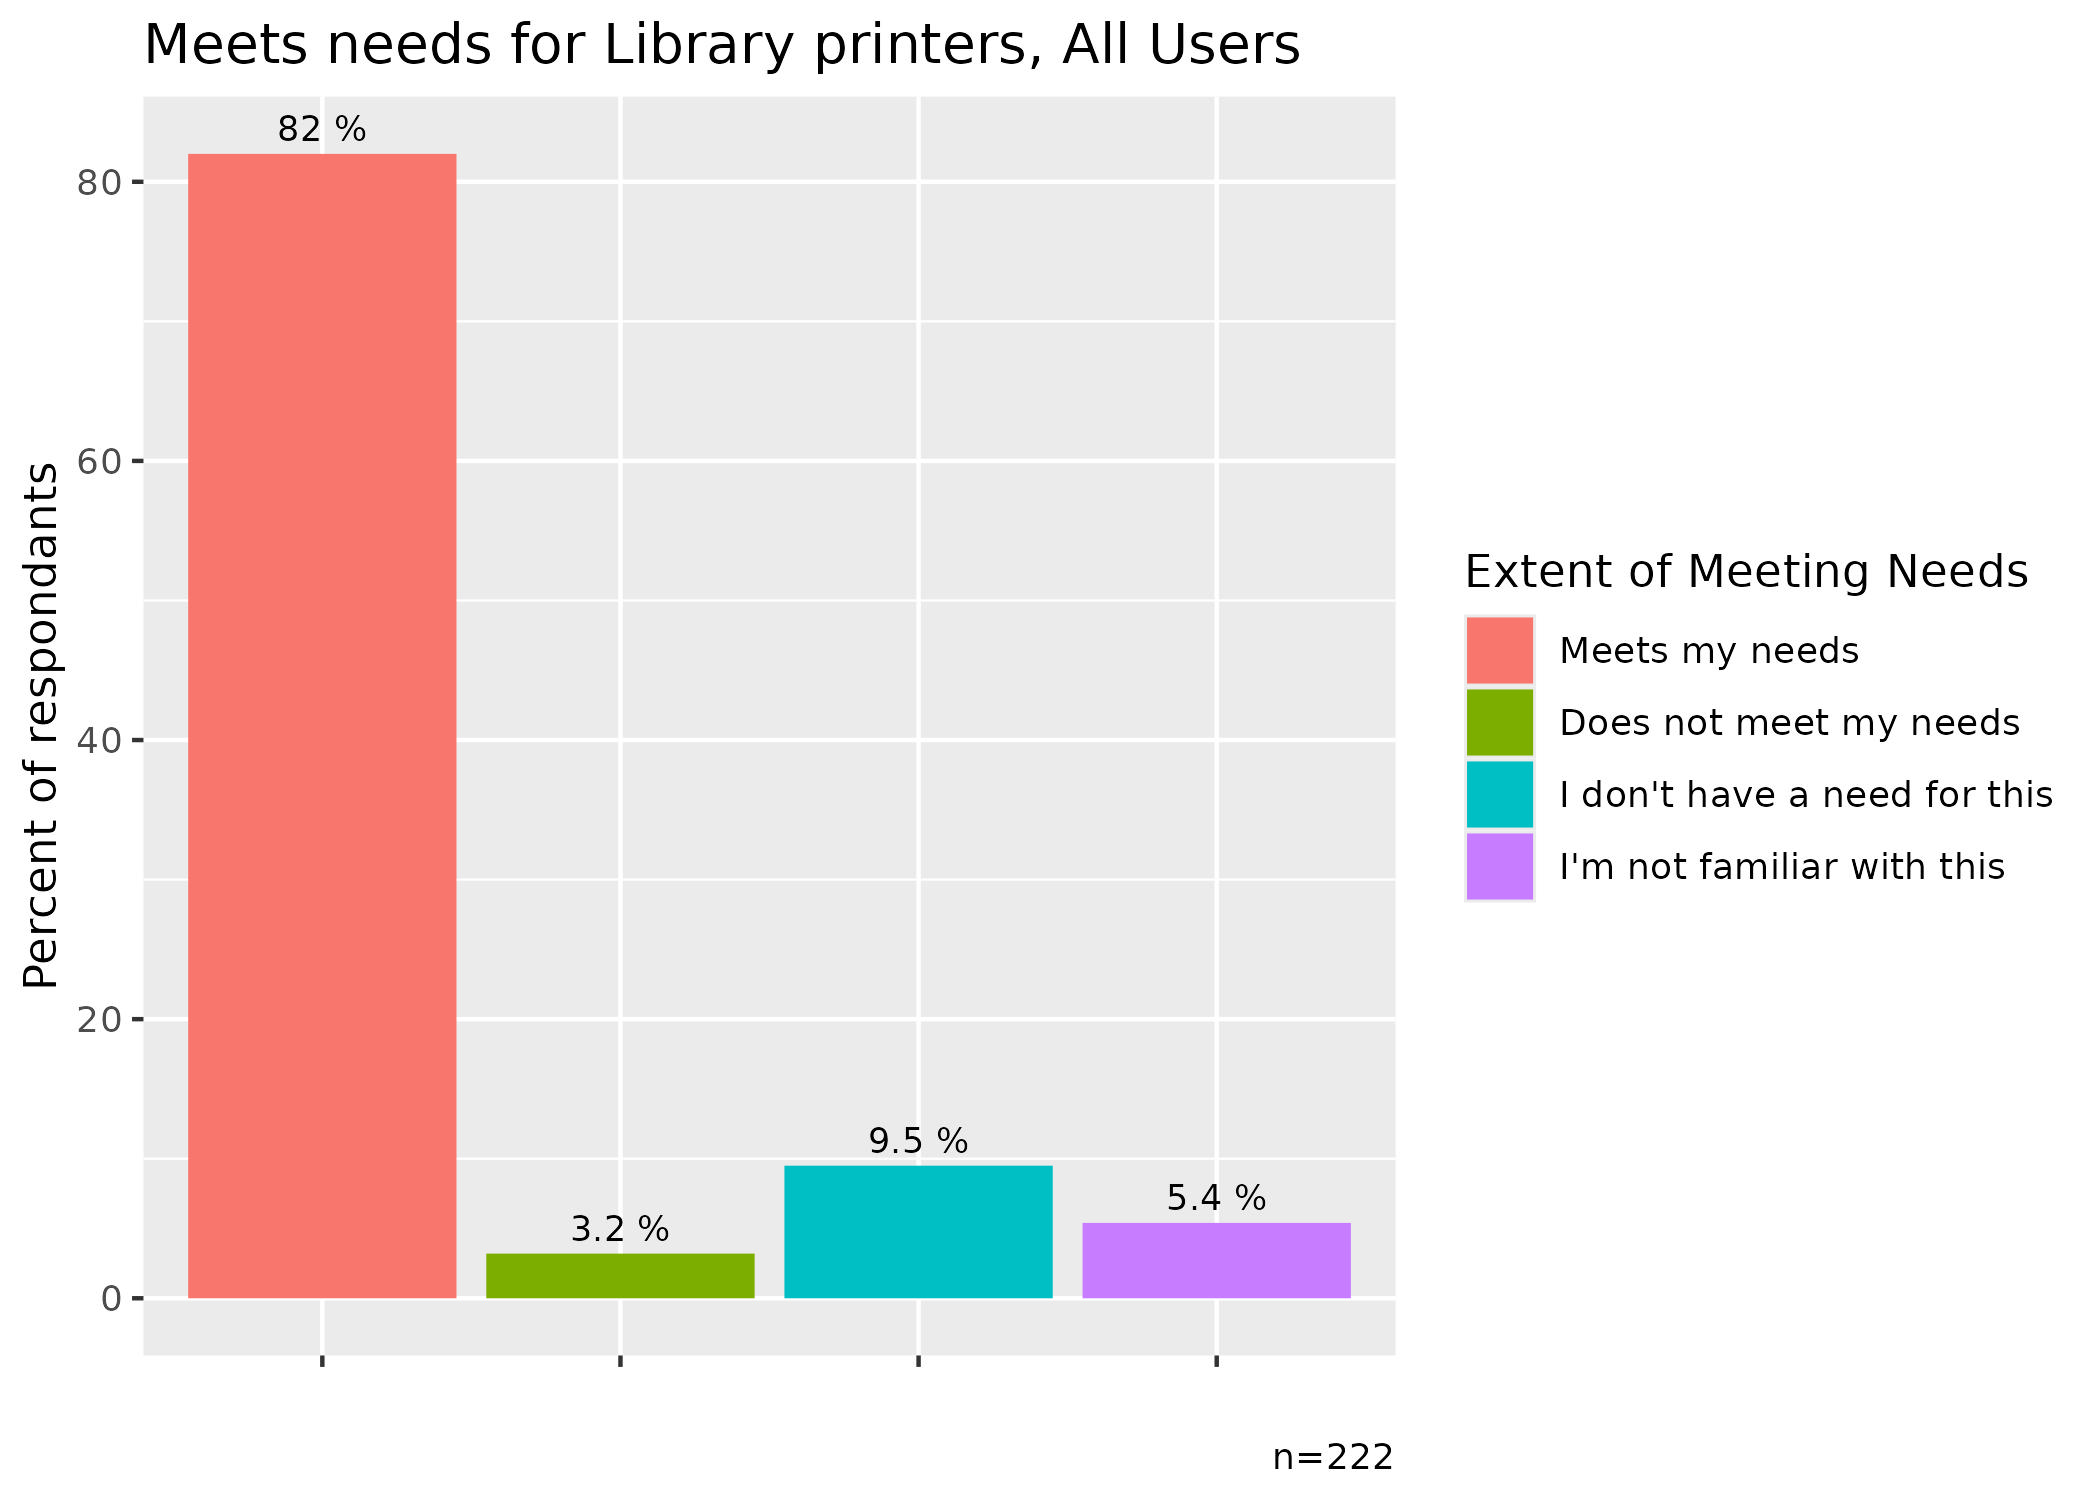 Meets needs for Library printers, All Users
Percent of respondants
80
60
40
20
0
82 %
3.2 %
9.5 %
5.4 %
Extent of Meeting Needs
Meets my needs
Does not meet my needs
I don't have a need for this
I'm not familiar with this
n=222